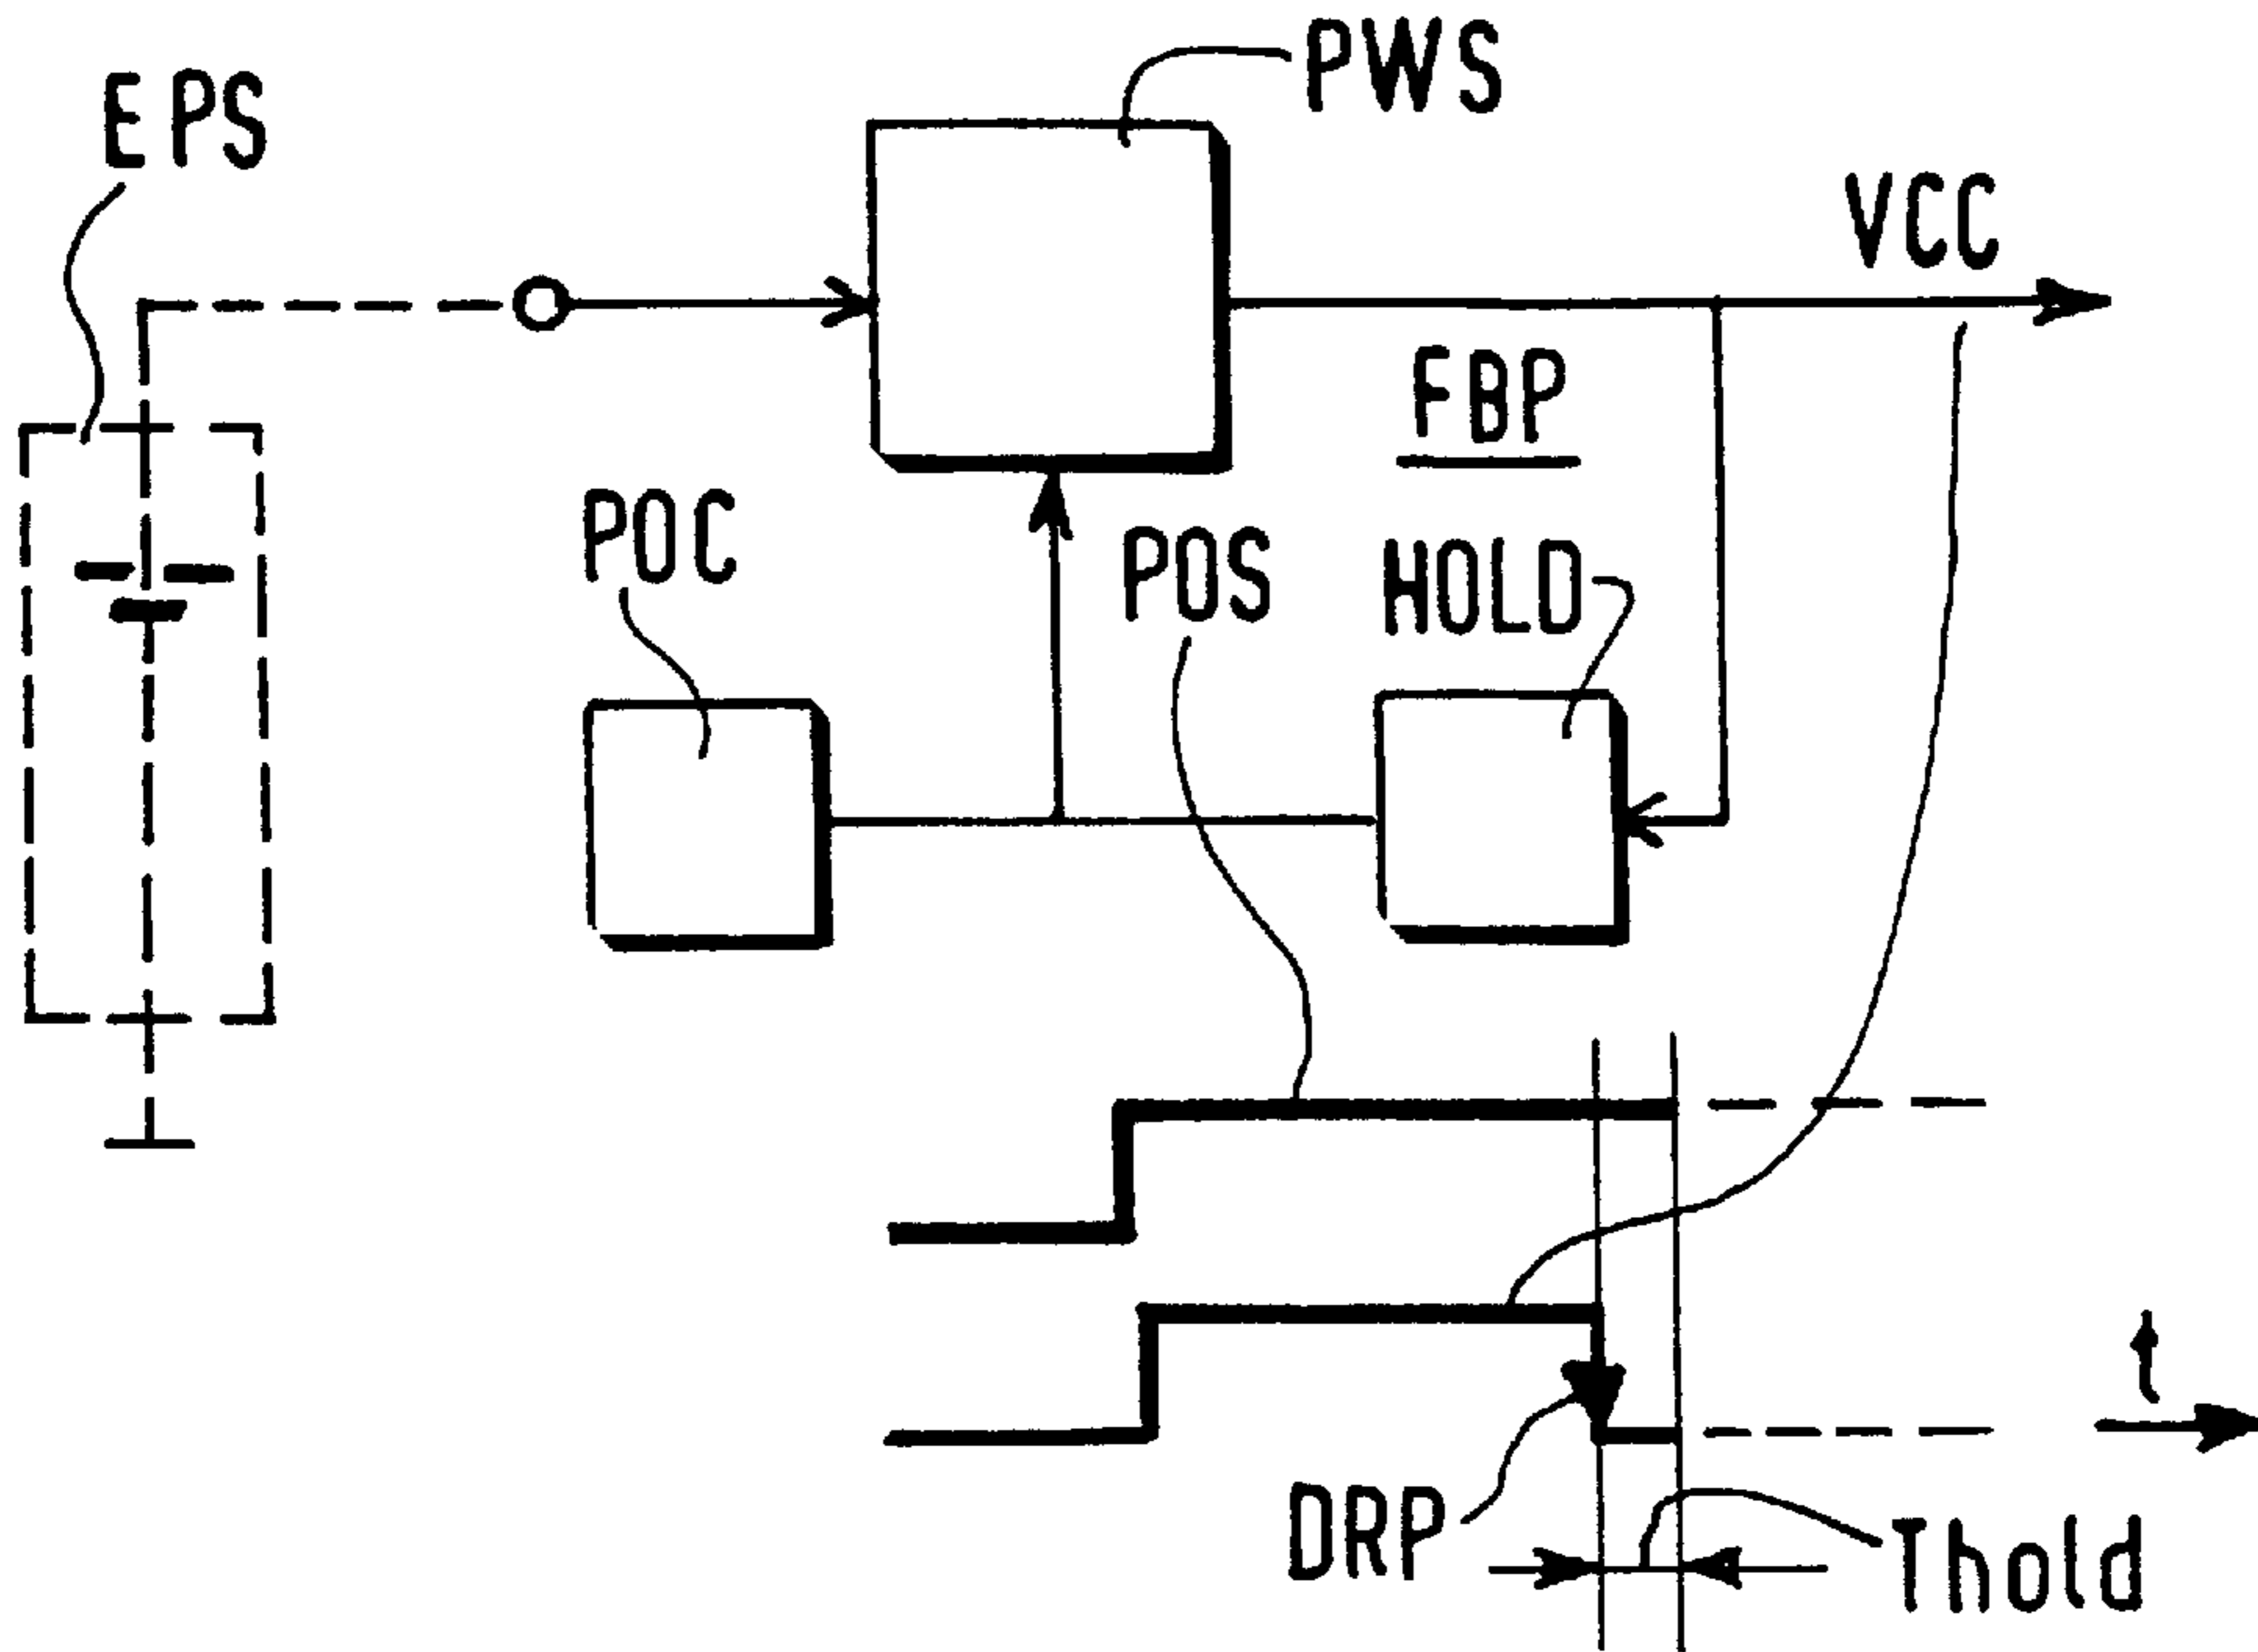 PWS
EPS
VCC
FBP
POC
POS
HOLD
t
DRP
Thold